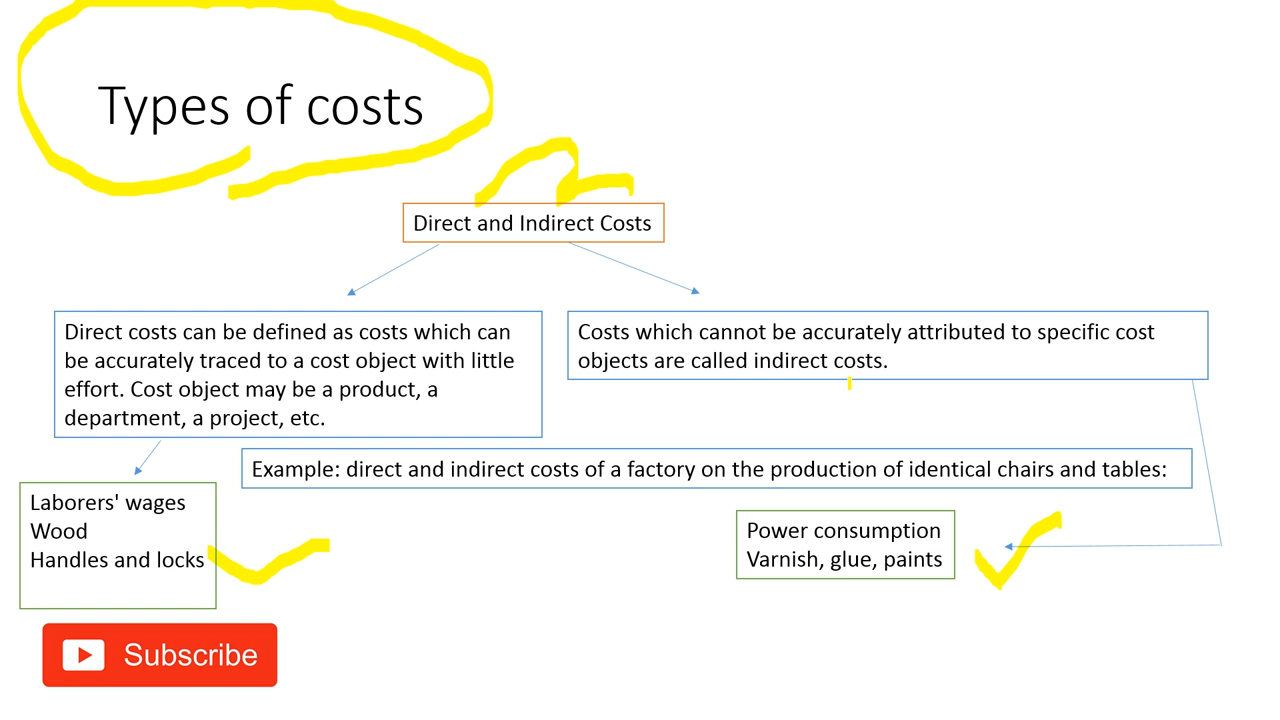 Types of costs
Direct and Indirect Costs
Direct costs can be defined as costs which can
be accurately traced to a cost object with little
effort. Cost object may be a product, a
department, a project, etc.
Costs which cannot be accurately attributed to specific cost
objects are called indirect costs.
Example: direct and indirect costs of a factory on the production of identical chairs and tables:
Laborers' wages
Wood
Handles and locks
Power consumption
Varnish, glue, paints
Subscribe